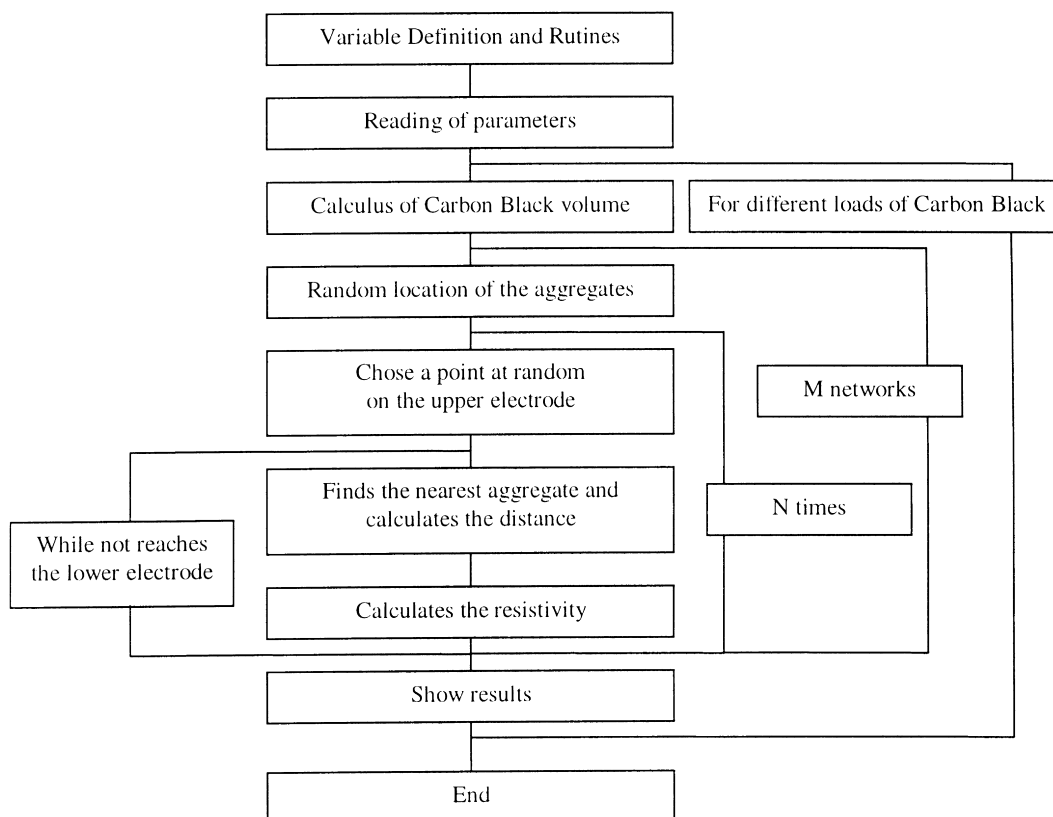 Variable Definition and Rutines
Reading of parameters
Calculus of Carbon Black volume
For different loads of Carbon Black
Random location of the aggregates
Chose a point at random
on the upper electrode
M networks
Finds the nearest aggregate and
calculates the distance
N times
While not reaches
the lower electrode
Calculates the resistivity
Show results
End